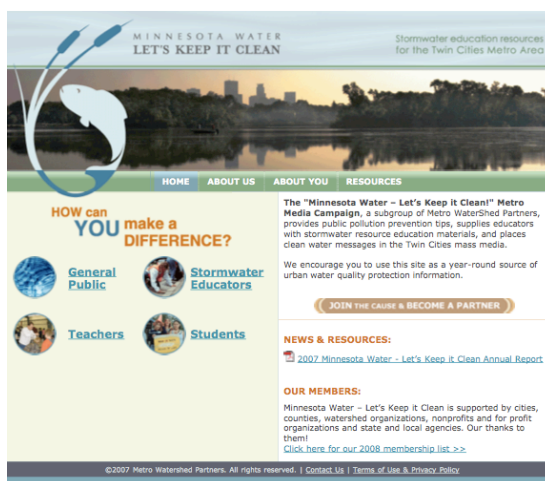 MINNESOTA WATER
LET'S KEEP IT CLEAN
Stormwater education resources
for the Twin Cities Metro Area
HOME ABOUT US ABOUT YOU RESOURCES
HOW can
YOU make a
DIFFERENCE?
General
Public
Stormwater
Educators
Teachers
Students
The "Minnesota Water – Let's Keep it Clean!" Metro
Media Campaign, a subgroup of Metro WaterShed Partners,
provides public pollution prevention tips, supplies educators
with stormwater resource education materials, and places
clean water messages in the Twin Cities mass media.
We encourage you to use this site as a year-round source of
urban water quality protection information.
JOIN THE CAUSE & BECOME A PARTNER
NEWS & RESOURCES:
2007 Minnesota Water - Let's Keep it Clean Annual Report
OUR MEMBERS:
Minnesota Water – Let's Keep it Clean is supported by cities,
counties, watershed organizations, nonprofits and for profit
organizations and state and local agencies. Our thanks to
them!
Click here for our 2008 membership list >>
©2007 Metro Watershed Partners. All rights reserved. | Contact Us | Terms of Use & Privacy Policy